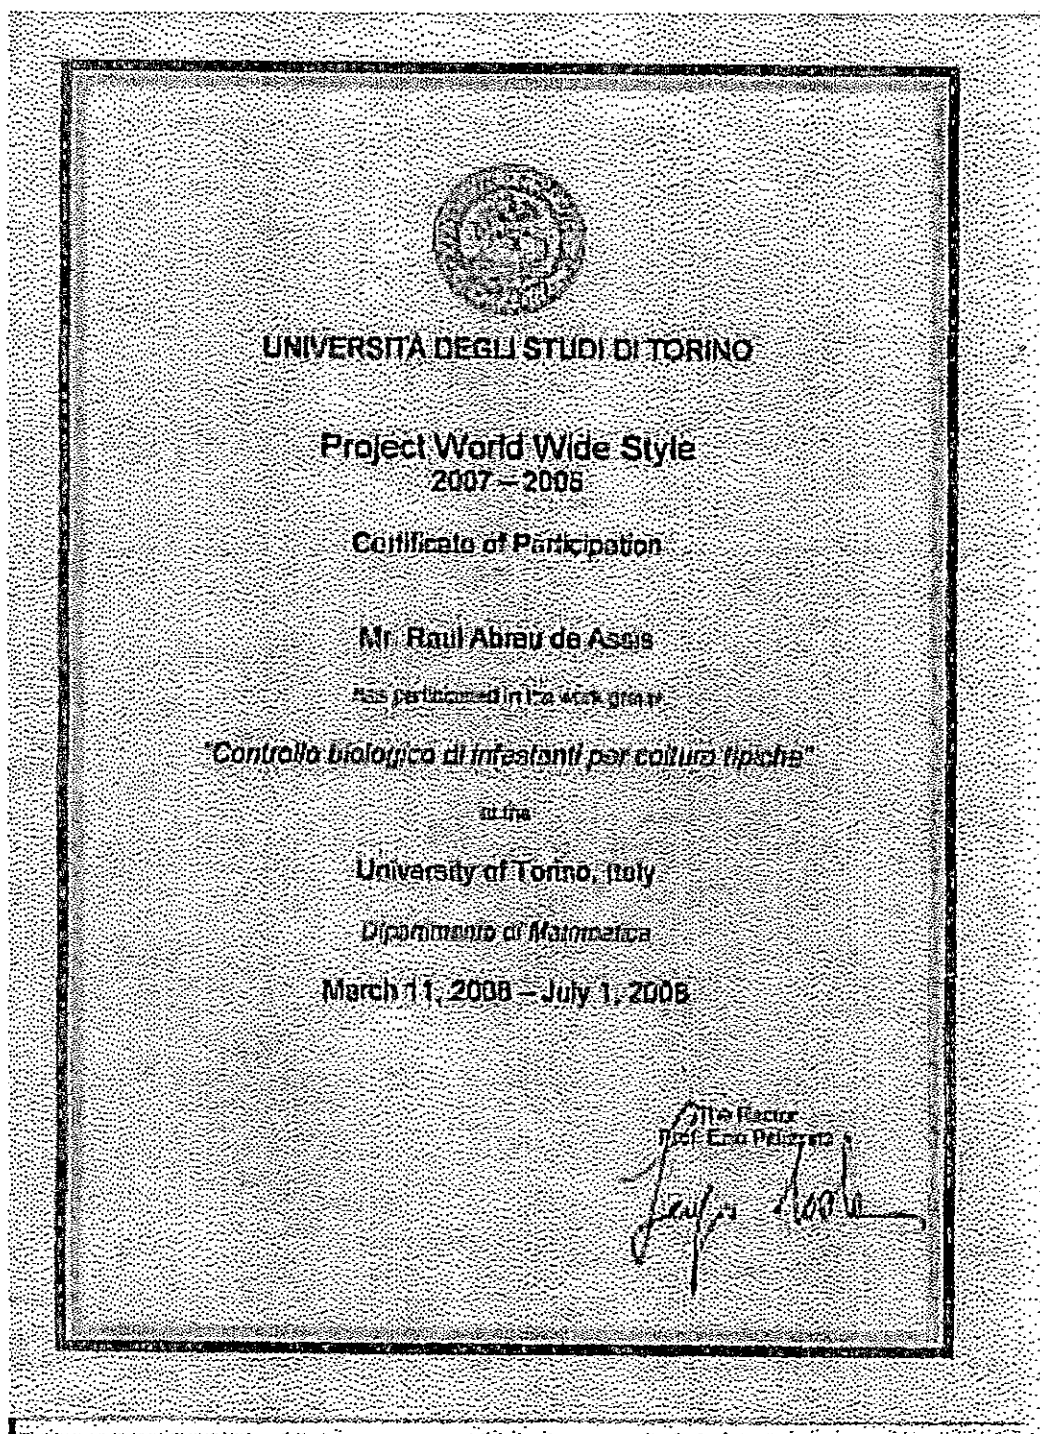 UNIVERSITÀ DEGLI STUDI DI TORINO
Project World Wide Style
2007 – 2008
Certificate of Participation
Mr. Raul Abreu de Assis
has participated in the work group
"Controllo biologico di infestanti per colture tipiche"
at the
University of Torino, Italy
Dipartimento di Matematica
March 11, 2008 – July 1, 2008
The Rector
Prof. Ezio Pelizzetti